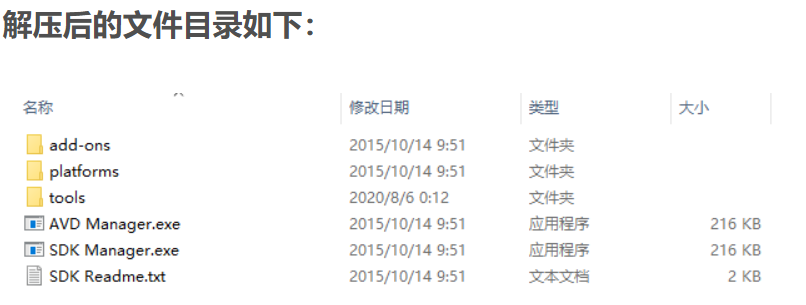 解压后的文件目录如下：
名称 修改日期 类型 大小
add-ons 2015/10/14 9:51 文件夹
platforms 2015/10/14 9:51 文件夹
tools 2020/8/6 0:12 文件夹
AVD Manager.exe 2015/10/14 9:51 应用程序 216 KB
SDK Manager.exe 2015/10/14 9:51 应用程序 216 KB
SDK Readme.txt 2015/10/14 9:51 文本文档 2 KB